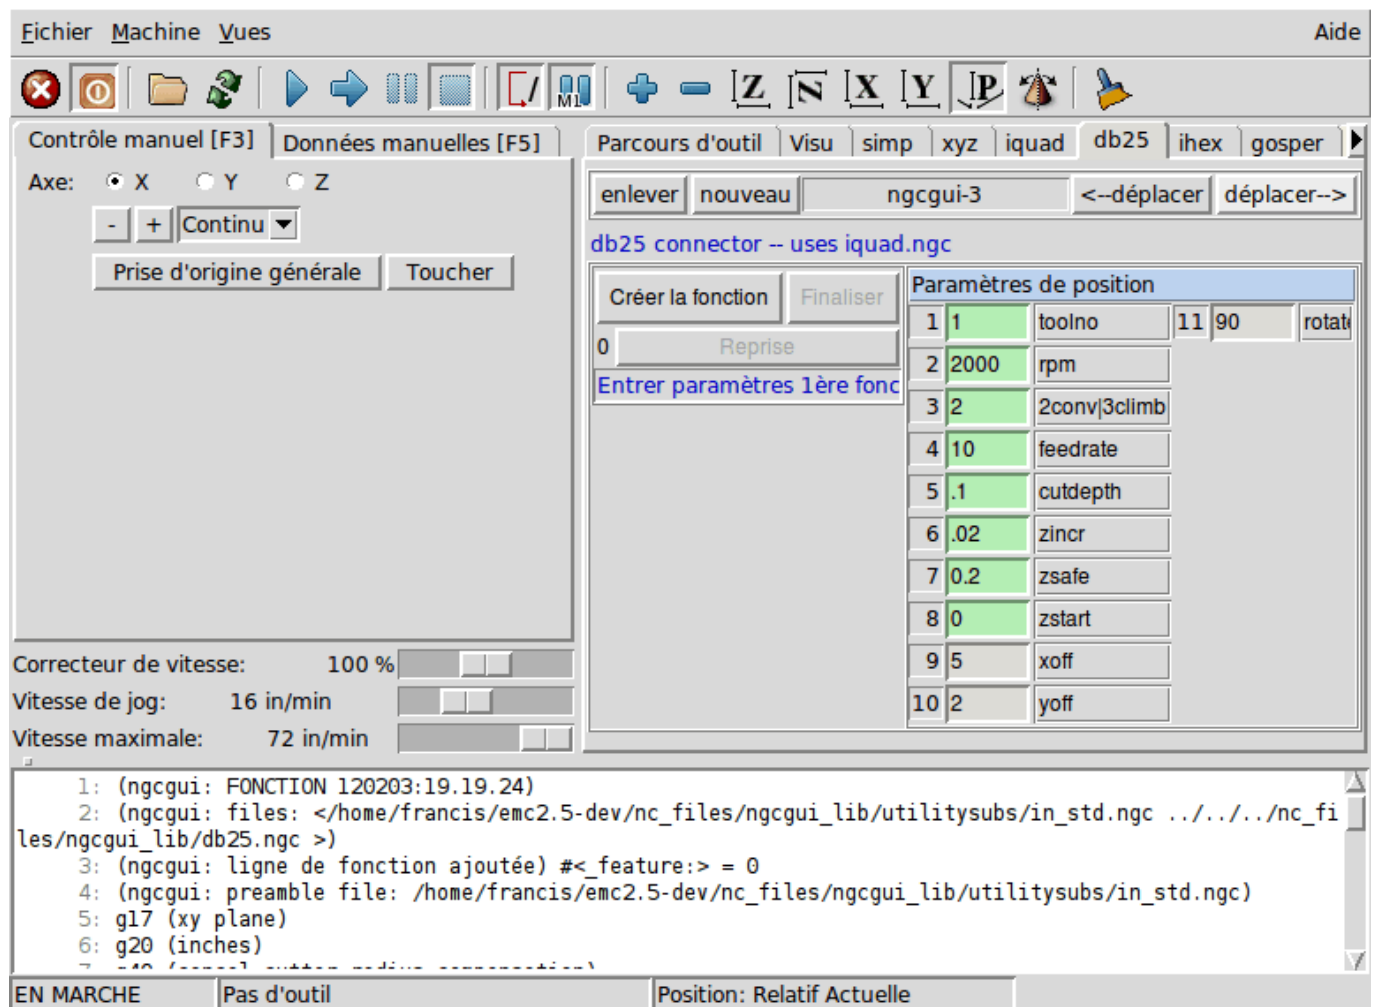 Fichier Machine Vues Aide
M1 Z N X Y P
Contrôle manuel [F3] Données manuelles [F5]
Axe: X Y Z
- + Continu
Prise d'origine générale Toucher
Parcours d'outil Visu simp xyz iquad db25 ihex gosper
enlever nouveau ngcgui-3 <--déplacer déplacer-->
db25 connector -- uses iquad.ngc
Créer la fonction Finaliser
0 Reprise
Entrer paramètres 1ère fonc
Paramètres de position
1 1 toolno 11 90 rotat
2 2000 rpm
3 2 2conv|3climb
4 10 feedrate
5 .1 cutdepth
6 .02 zincr
7 0.2 zsafe
8 0 zstart
9 5 xoff
10 2 yoff
Correcteur de vitesse: 100 %
Vitesse de jog: 16 in/min
Vitesse maximale: 72 in/min
1: (ngcgui: FONCTION 120203:19.19.24)
2: (ngcgui: files: </home/francis/emc2.5-dev/nc_files/ngcgui_lib/utilitysubs/in_std.ngc ../../../nc_fi
les/ngcgui_lib/db25.ngc >)
3: (ngcgui: ligne de fonction ajoutée) #<_feature:> = 0
4: (ngcgui: preamble file: /home/francis/emc2.5-dev/nc_files/ngcgui_lib/utilitysubs/in_std.ngc)
5: g17 (xy plane)
6: g20 (inches)
EN MARCHE Pas d'outil Position: Relatif Actuelle